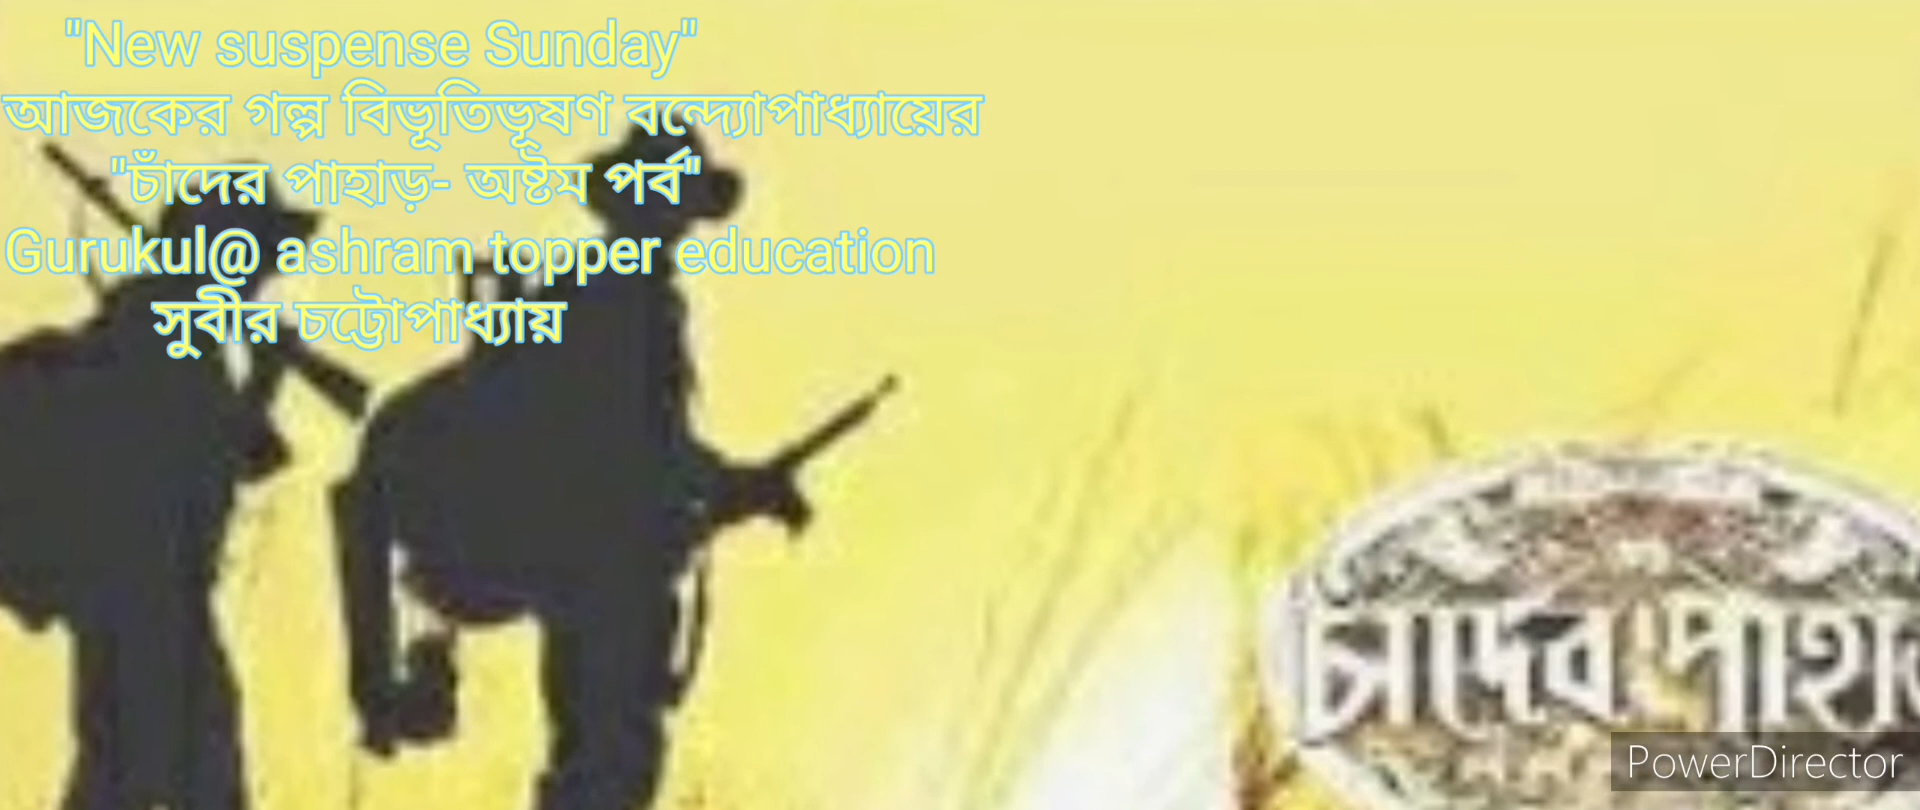 "New suspense Sunday"
আজকের গল্প বিভূতিভূষণ বন্দ্যোপাধ্যায়ের
"চাঁদের পাহাড়- অষ্টম পর্ব"
Gurukul@ ashram topper education
সুবীর চট্টোপাধ্যায়
চাঁদের
PowerDirector